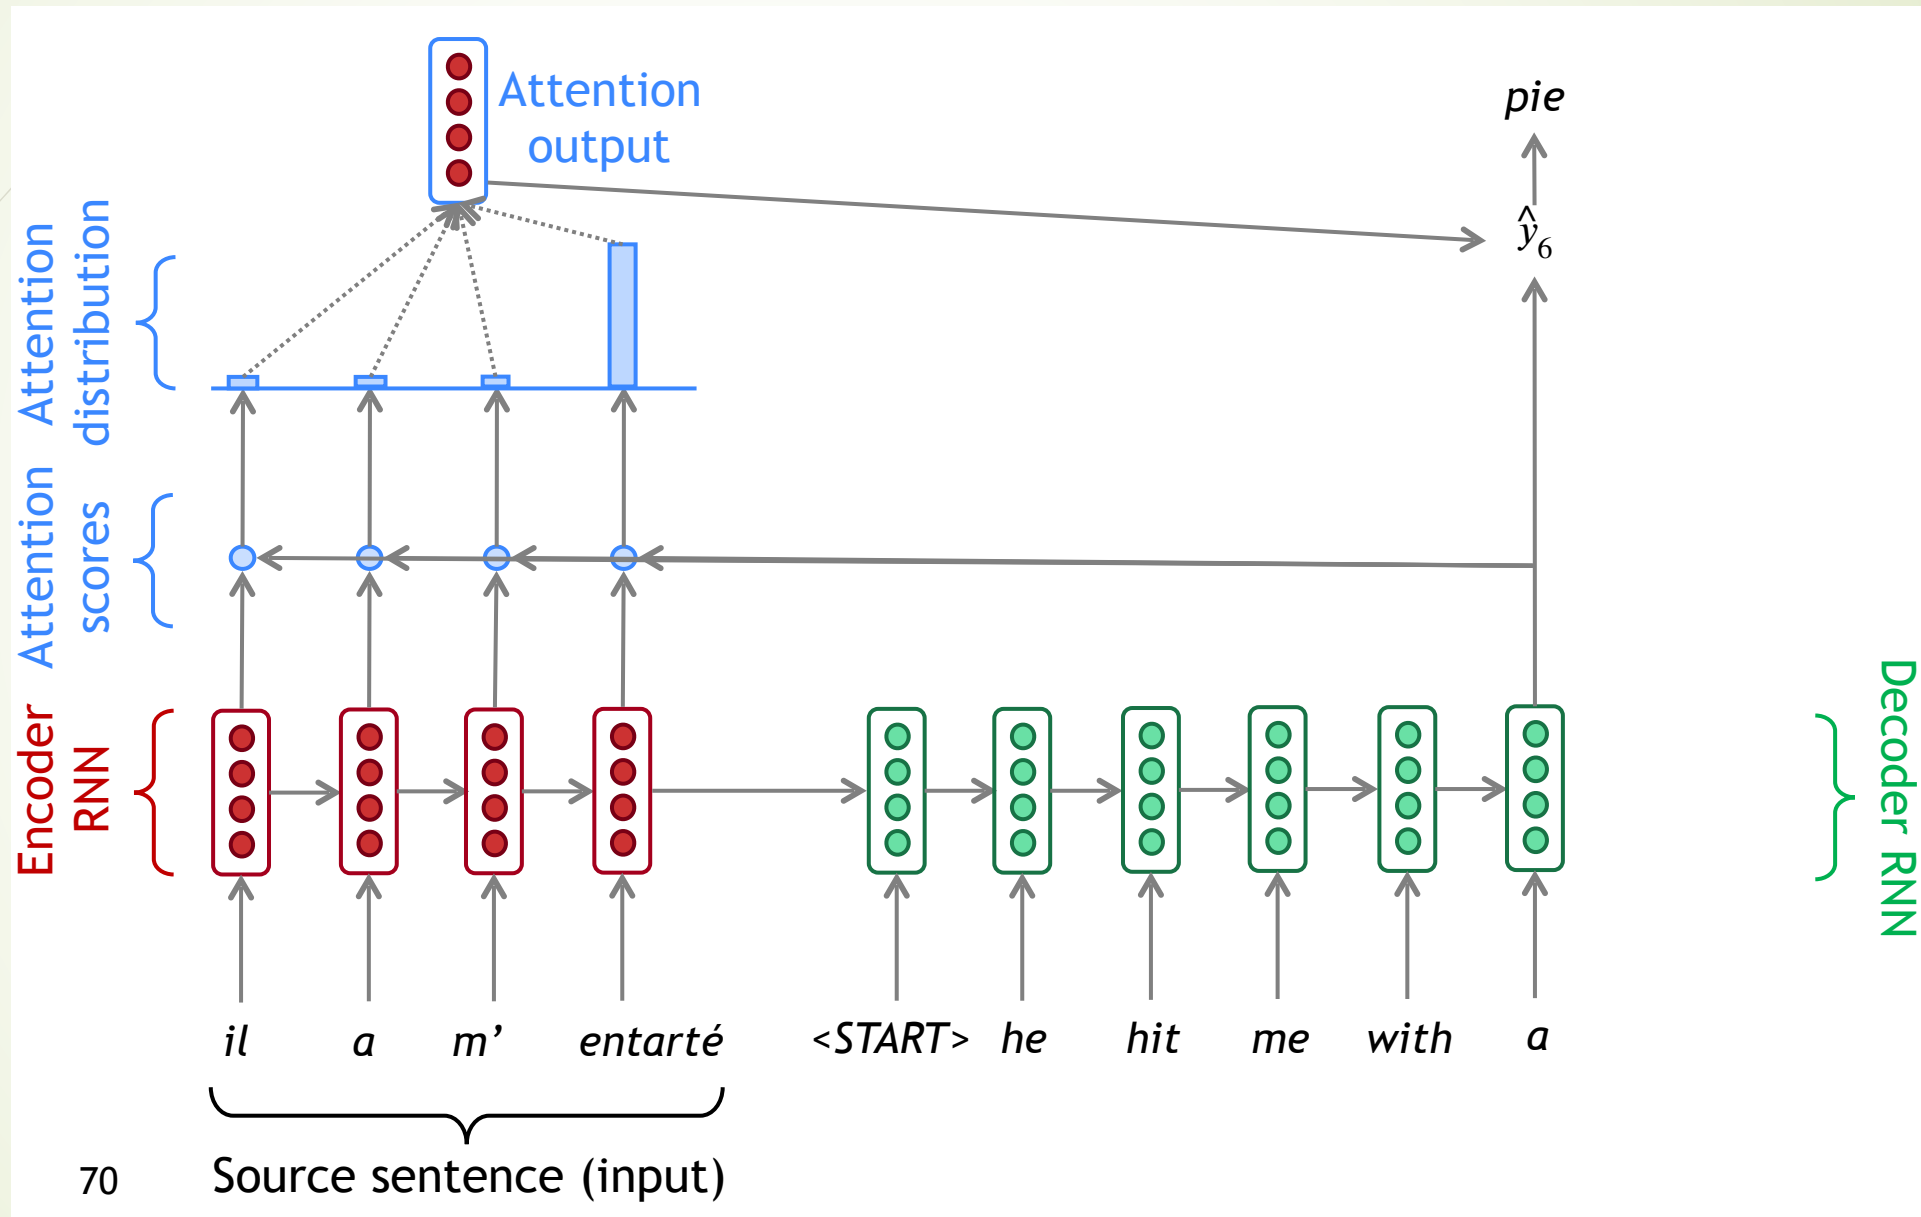 Attention
output
pie
ŷ6
Attention
distribution
Attention
scores
Encoder
RNN
Decoder RNN
il a m’ entarté <START> he hit me with a
Source sentence (input)
70